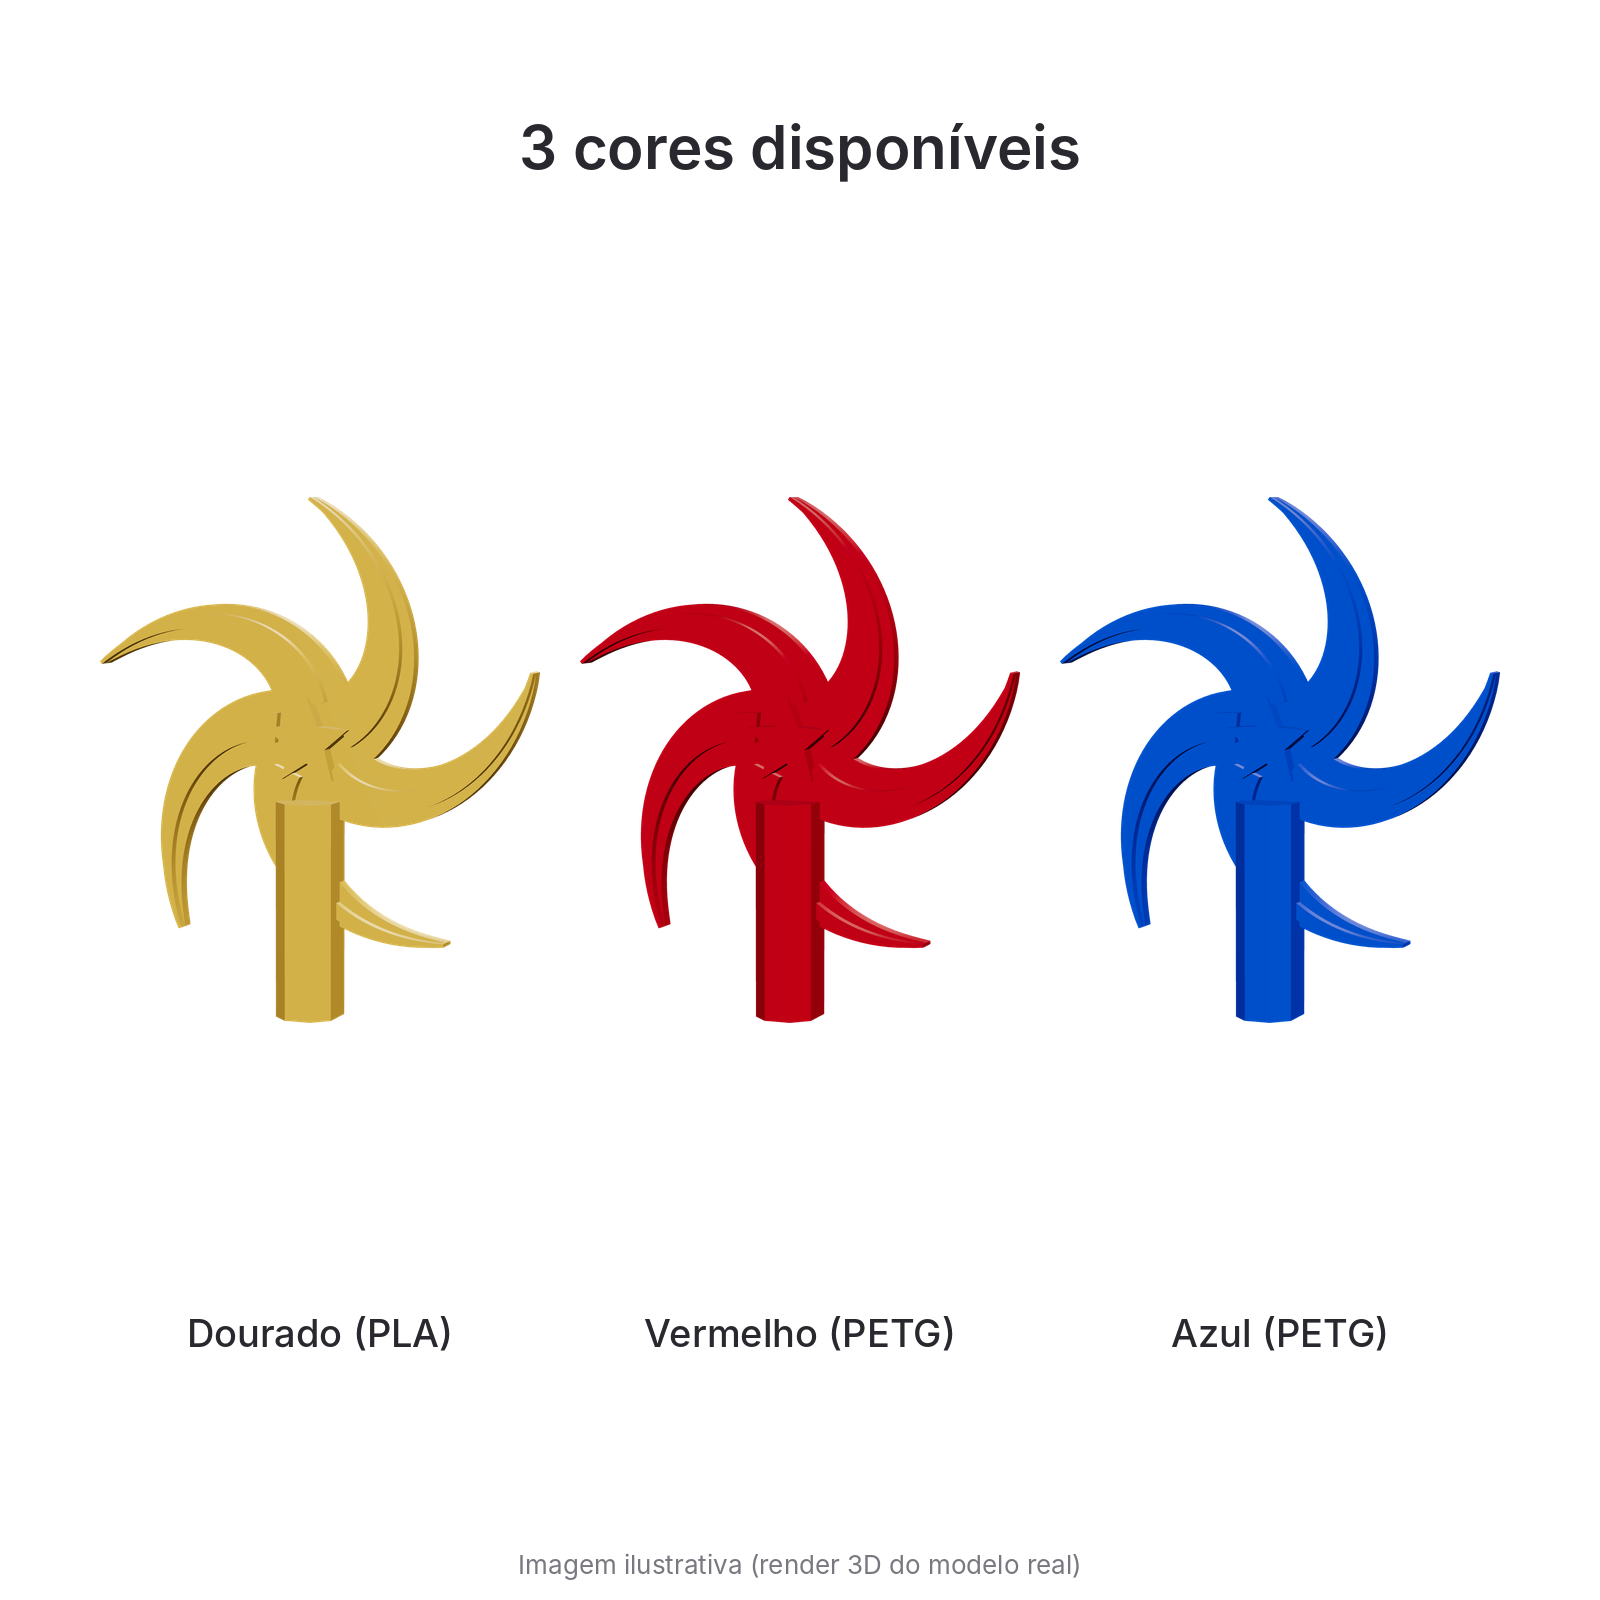 3 cores disponíveis
Dourado (PLA)
Vermelho (PETG)
Azul (PETG)
Imagem ilustrativa (render 3D do modelo real)